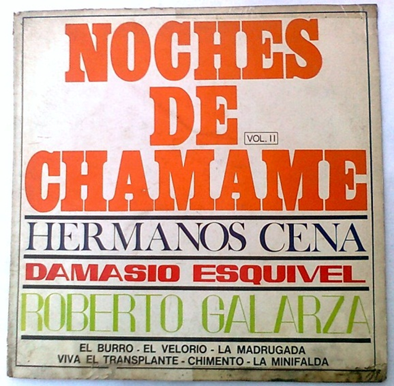 NOCHES
DE
VOL. II
CHAMAME
HERMANOS CENA
DAMASIO ESQUIVEL
ROBERTO GALARZA
EL BURRO - EL VELORIO - LA MADRUGADA
VIVA EL TRANSPLANTE - CHIMENTO - LA MINIFALDA